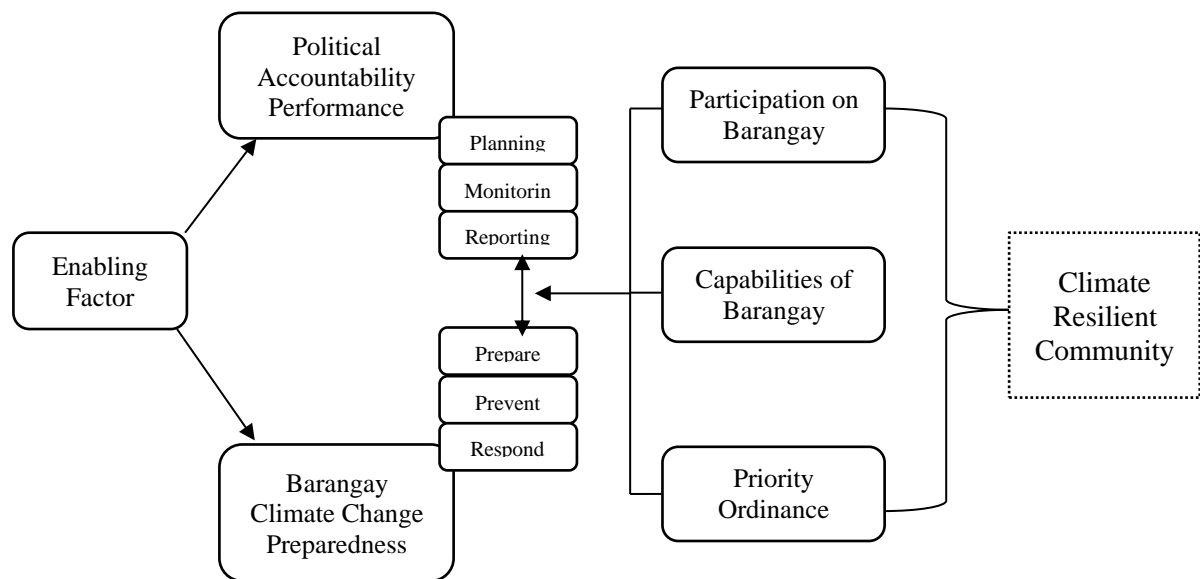 Political
Accountability
Performance
Planning
Monitorin
Reporting
Enabling
Factor
Prepare
Prevent
Respond
Barangay
Climate Change
Preparedness
Participation on
Barangay
Capabilities of
Barangay
Priority
Ordinance
Climate
Resilient
Community